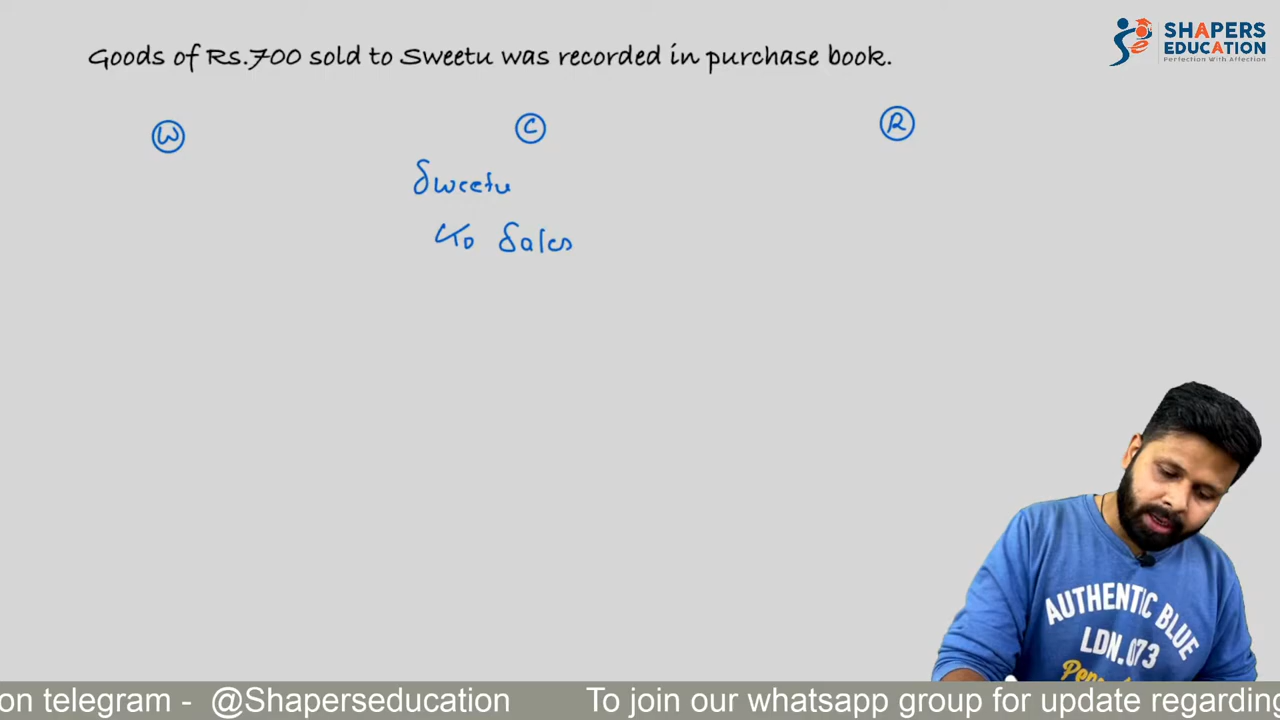 Goods of Rs.700 sold to Sweetu was recorded in purchase book.
SHAPERS
EDUCATION
Perfection With Affection
W
C
R
Sweetu
To Sales
AUTHENTIC BLUE
LDN.073
on telegram - @Shaperseducation To join our whatsapp group for update regarding